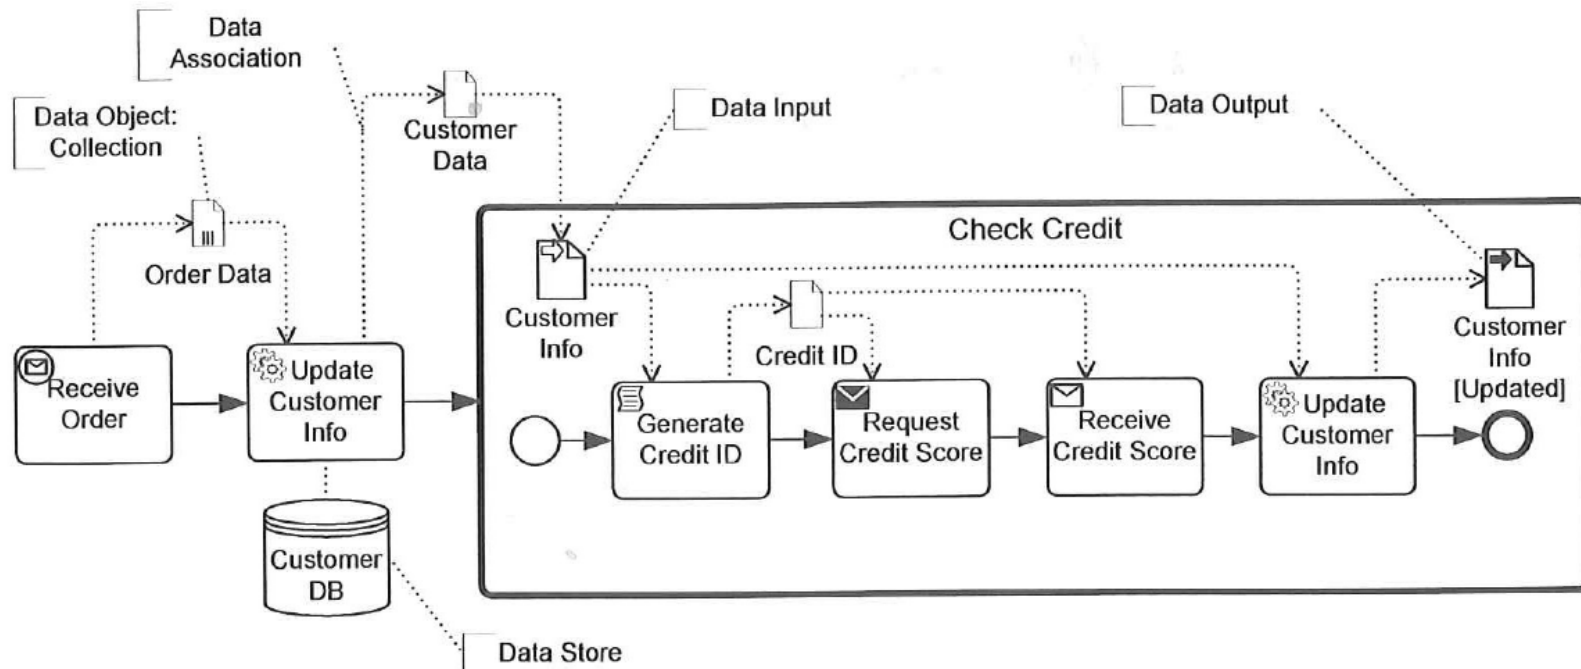 Data
Association
Data Object:
Collection
Customer
Data
Data Input
Data Output
Order Data
Check Credit
Customer
Info
Credit ID
Customer
Info
[Updated]
Receive
Order
Update
Customer
Info
Generate
Credit ID
Request
Credit Score
Receive
Credit Score
Update
Customer
Info
Customer
DB
Data Store